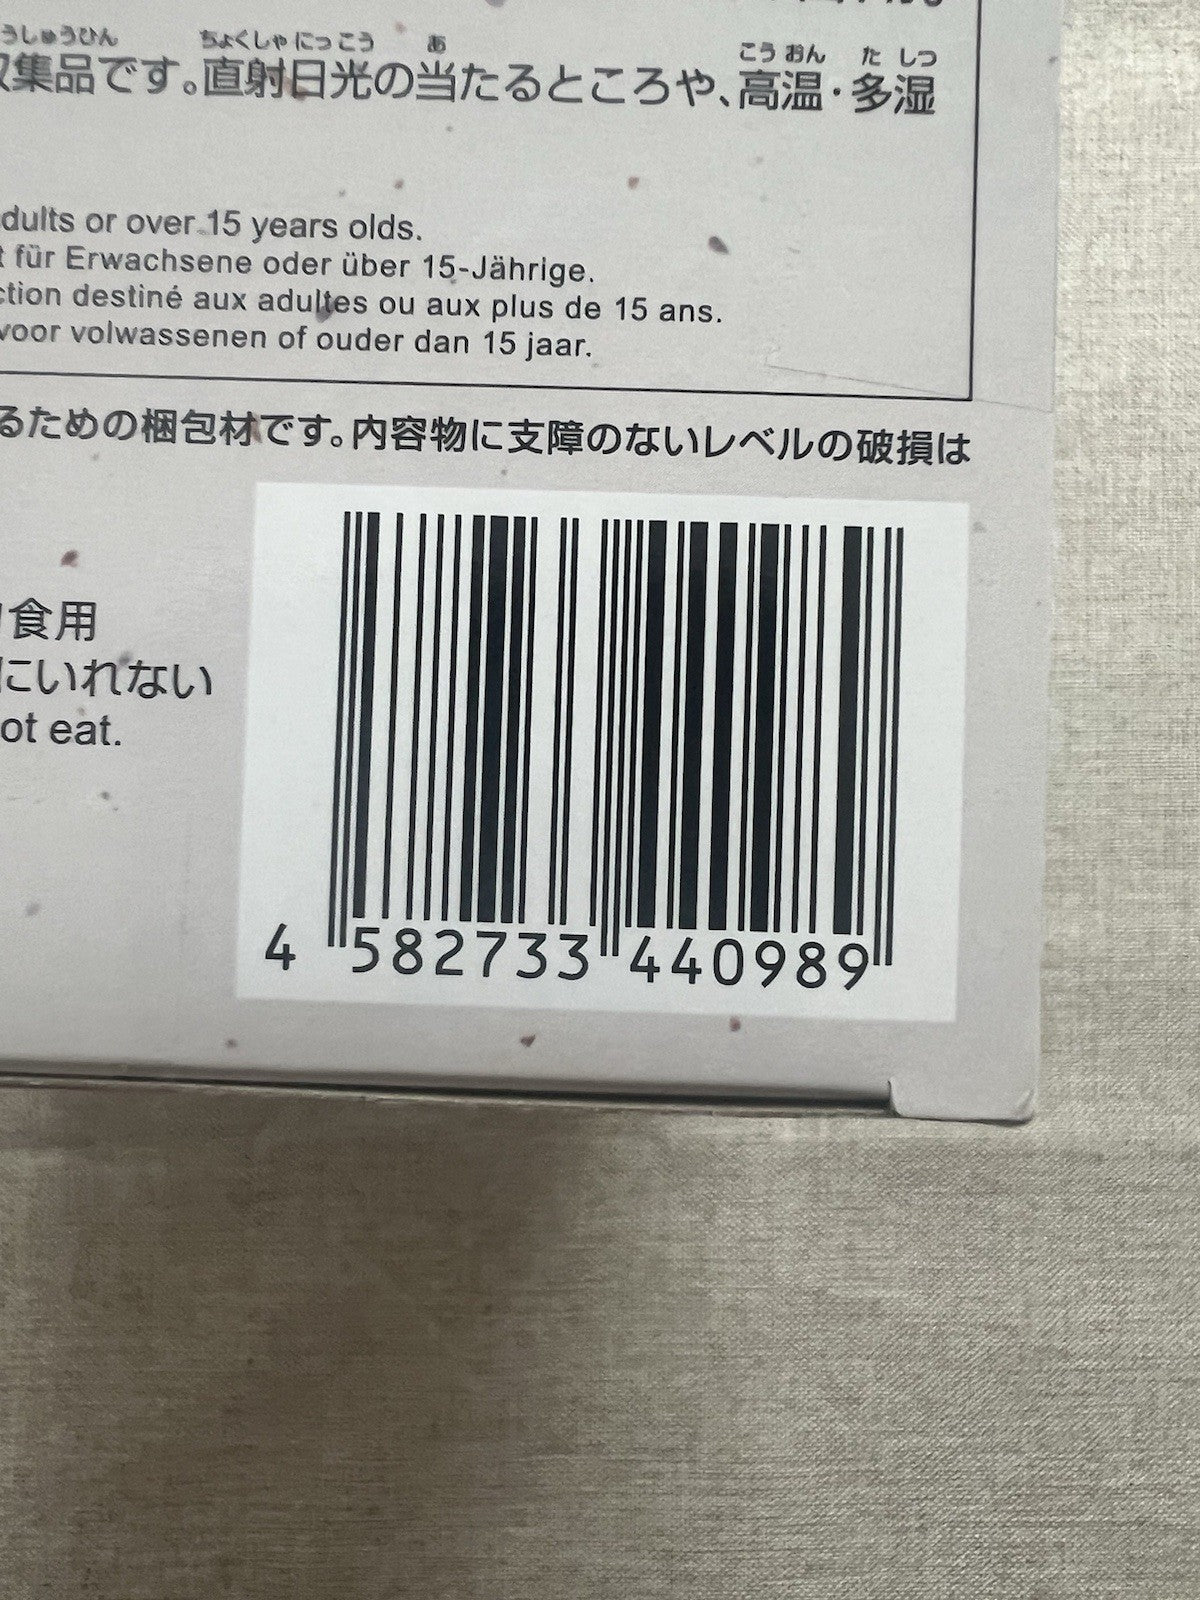 うしゅうひん ちょくしゃにっこう あ こうおん た しつ
収集品です。直射日光の当たるところや、高温・多湿
dults or over 15 years olds.
t für Erwachsene oder über 15-Jährige.
ction destiné aux adultes ou aux plus de 15 ans.
voor volwassenen of ouder dan 15 jaar.
るための梱包材です。内容物に支障のないレベルの破損は
食用
にいれない
ot eat.
4 582733 440989